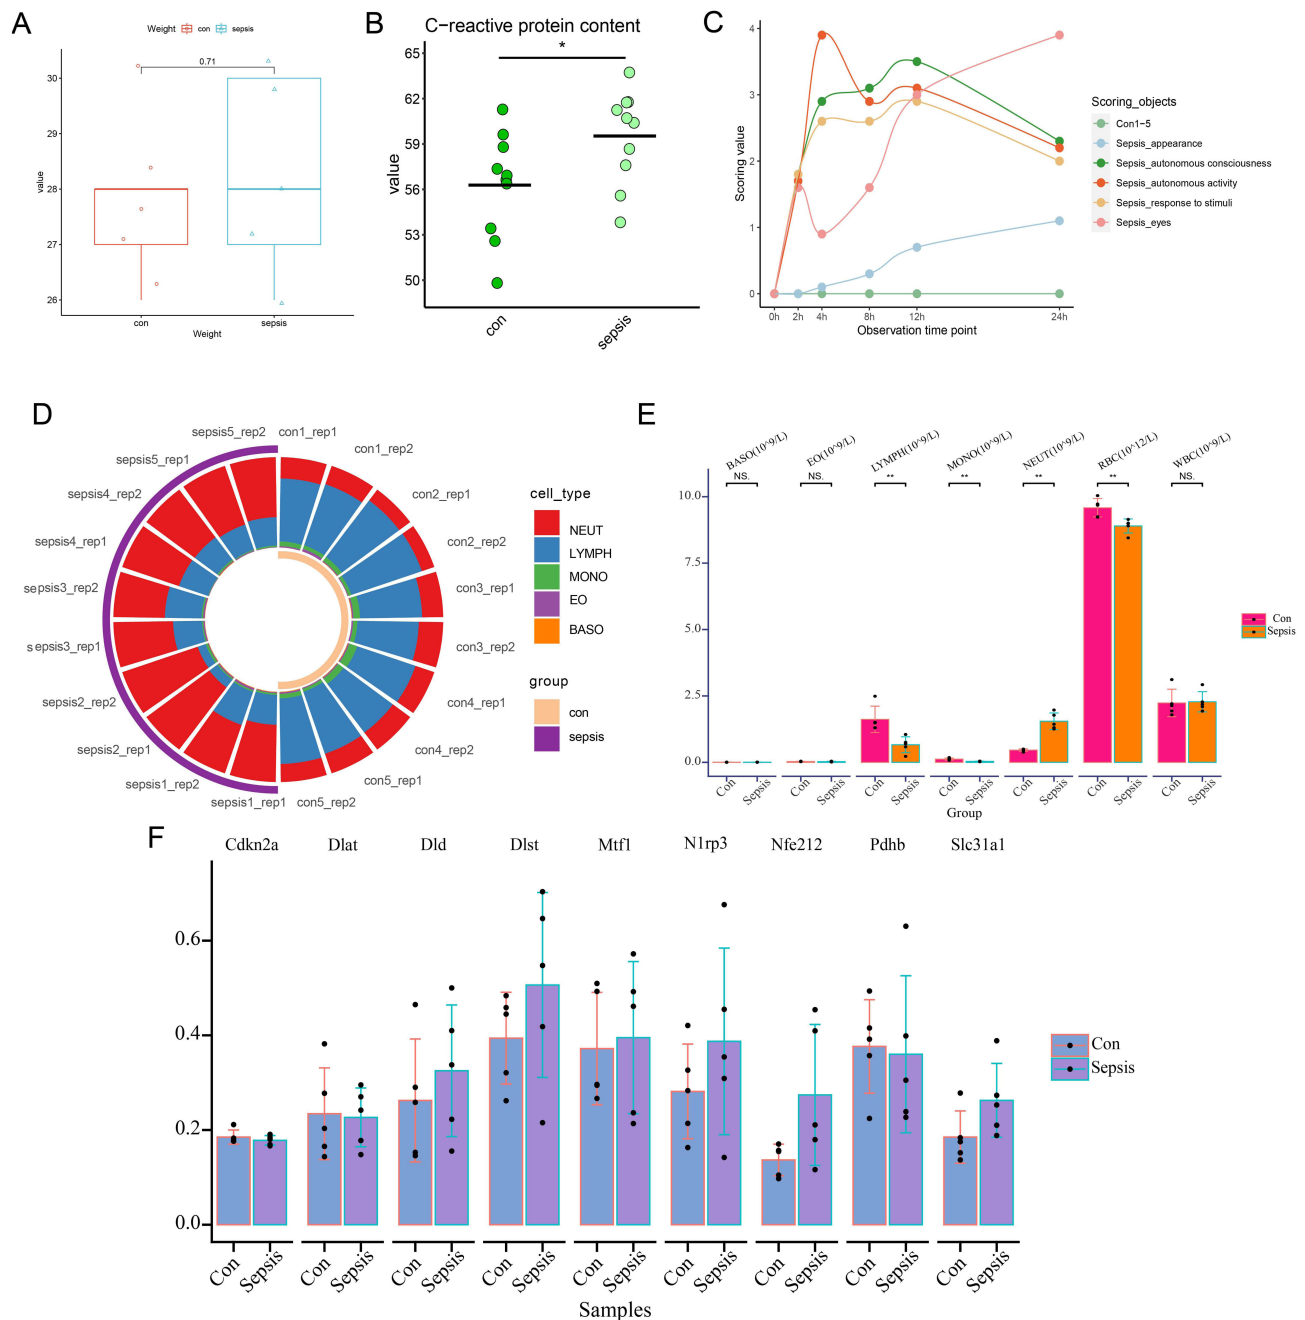 A
Weight con sepsis
0.71
30
29
28
27
26
value
con sepsis
Weight
B
C-reactive protein content
*
65
62
59
56
53
50
value
con
sepsis
C
4
3
2
1
0
Scoring value
0h 2h 4h 8h 12h 24h
Observation time point
Scoring_objects
Con1-5
Sepsis_appearance
Sepsis_autonomous consciousness
Sepsis_autonomous activity
Sepsis_response to stimuli
Sepsis_eyes
D
sepsis5_rep2 con1_rep1
sepsis5_rep1 con1_rep2
sepsis4_rep2 con2_rep1
sepsis4_rep1 con2_rep2
sepsis3_rep2 con3_rep1
sepsis3_rep1 con3_rep2
sepsis2_rep2 con4_rep1
sepsis2_rep1 con4_rep2
sepsis1_rep2 con5_rep1
sepsis1_rep1 con5_rep2
cell_type
NEUT
LYMPH
MONO
EO
BASO
group
con
sepsis
E
BASO(10^9/L) EO(10^9/L) LYMPH(10^9/L) MONO(10^9/L) NEUT(10^9/L) RBC(10^12/L) WBC(10^9/L)
NS. NS. ** ** ** ** NS.
10.0
7.5
5.0
2.5
0.0
Con Sepsis Con Sepsis Con Sepsis Con Sepsis Con Sepsis Con Sepsis Con Sepsis
Group
Con
Sepsis
F
Cdkn2a Dlat Dld Dlst Mtf1 N1rp3 Nfe212 Pdhb Slc31a1
0.6
0.4
0.2
0.0
Con Sepsis Con Sepsis Con Sepsis Con Sepsis Con Sepsis Con Sepsis Con Sepsis Con Sepsis Con Sepsis
Samples
Con
Sepsis